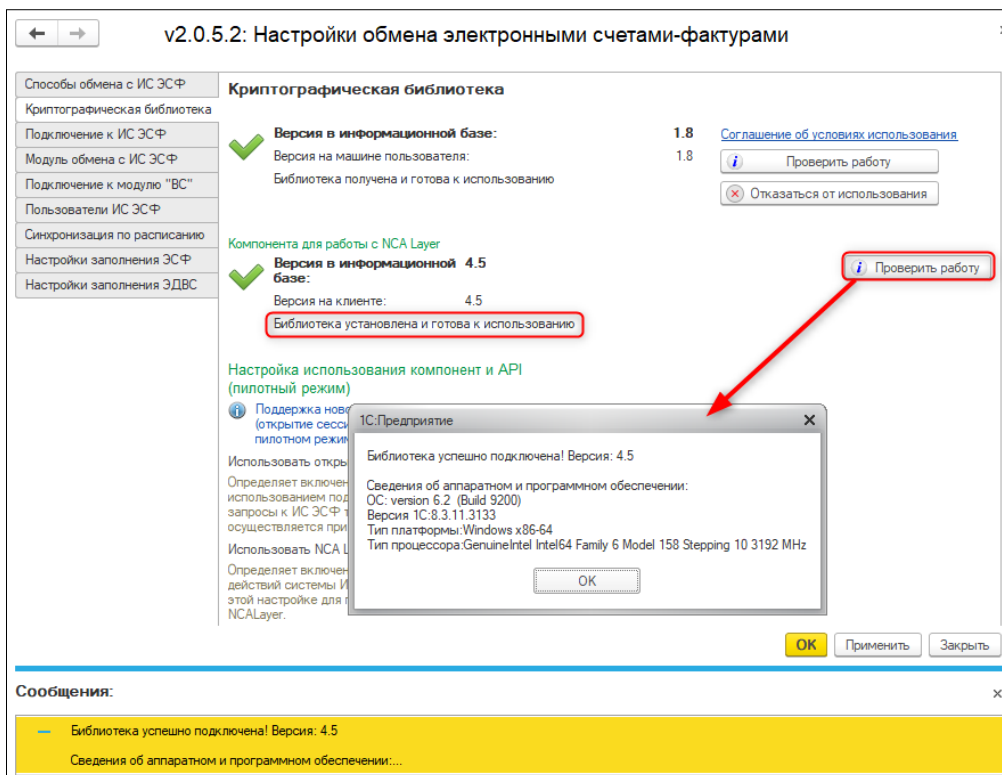 v2.0.5.2: Настройки обмена электронными счетами-фактурами
Способы обмена с ИС ЭСФ
Криптографическая библиотека
Подключение к ИС ЭСФ
Модуль обмена с ИС ЭСФ
Подключение к модулю "ВС"
Пользователи ИС ЭСФ
Синхронизация по расписанию
Настройки заполнения ЭСФ
Настройки заполнения ЭДВС
Криптографическая библиотека
Версия в информационной базе: 1.8
Соглашение об условиях использования
Версия на машине пользователя: 1.8
Проверить работу
Библиотека получена и готова к использованию
Отказаться от использования
Компонента для работы с NCA Layer
Версия в информационной 4.5
базе:
Проверить работу
Версия на клиенте: 4.5
Библиотека установлена и готова к использованию
Настройка использования компонент и API
(пилотный режим)
Поддержка нов
(открытие сесси
пилотном режим
Использовать откры
Определяет включен
использованием под
запросы к ИС ЭСФ т
осуществляется при
Использовать NCA L
Определяет включен
действий системы И
этой настройке для п
NCALayer.
1С:Предприятие
Библиотека успешно подключена! Версия: 4.5
Сведения об аппаратном и программном обеспечении:
ОС: version 6.2 (Build 9200)
Версия 1С:8.3.11.3133
Тип платформы:Windows x86-64
Тип процессора:GenuineIntel Intel64 Family 6 Model 158 Stepping 10 3192 MHz
OK
ОК
Применить
Закрыть
Сообщения:
Библиотека успешно подключена! Версия: 4.5
Сведения об аппаратном и программном обеспечении:...